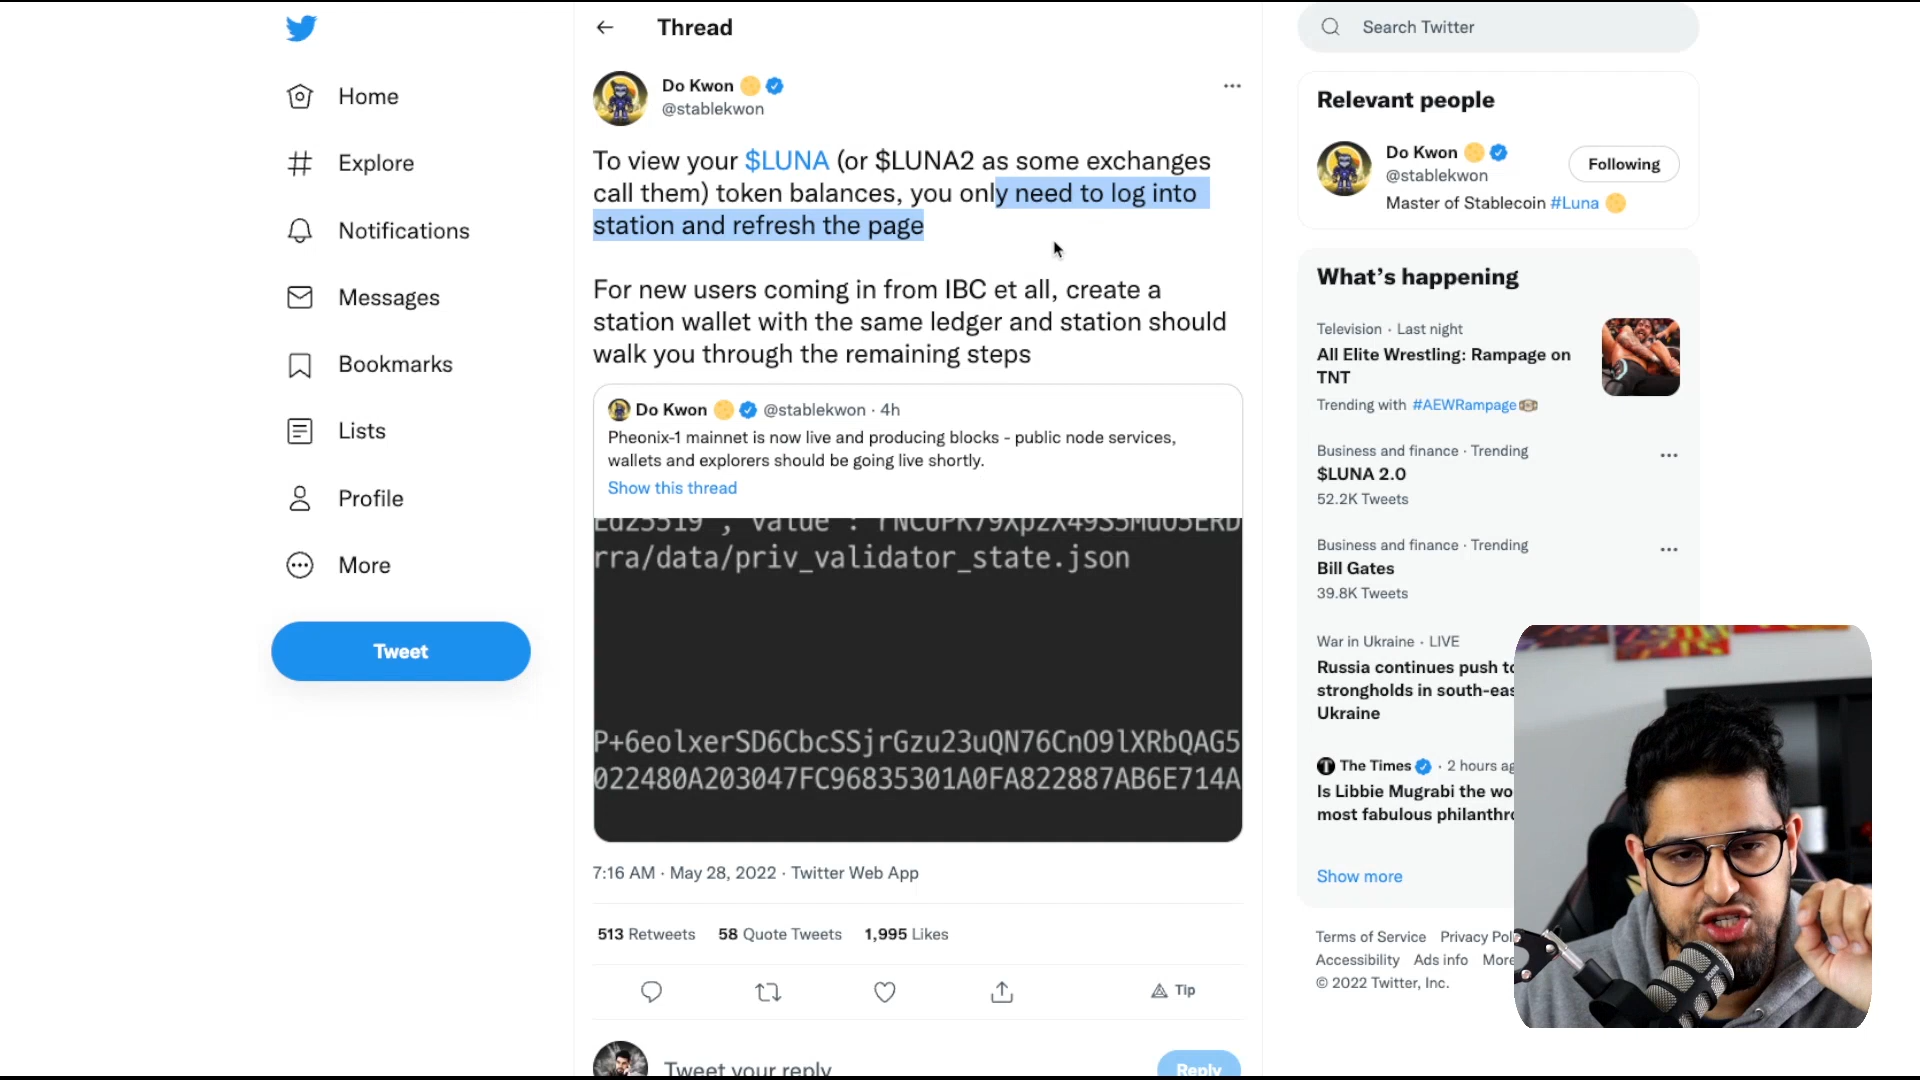 Thread
Search Twitter
Home
Explore
Notifications
Messages
Bookmarks
Lists
Profile
More
Tweet
Do Kwon
@stablekwon
To view your $LUNA (or $LUNA2 as some exchanges
call them) token balances, you only need to log into
station and refresh the page
For new users coming in from IBC et all, create a
station wallet with the same ledger and station should
walk you through the remaining steps
Do Kwon @stablekwon · 4h
Pheonix-1 mainnet is now live and producing blocks - public node services,
wallets and explorers should be going live shortly.
Show this thread
Ed25519", "value": "rNCUPK79XpzX49S5MuO5ERD
rra/data/priv_validator_state.json
P+6eolxerSD6CbcSSjrGzu23uQN76CnO9lXRbQAG5
022480A203047FC96835301A0FA822887AB6E714A
7:16 AM · May 28, 2022 · Twitter Web App
513 Retweets 58 Quote Tweets 1,995 Likes
Tip
Tweet your reply
Reply
Relevant people
Do Kwon
@stablekwon
Following
Master of Stablecoin #Luna
What's happening
Television · Last night
All Elite Wrestling: Rampage on
TNT
Trending with #AEWRampage
Business and finance · Trending
$LUNA 2.0
52.2K Tweets
Business and finance · Trending
Bill Gates
39.8K Tweets
War in Ukraine · LIVE
Russia continues push to
strongholds in south-eas
Ukraine
The Times · 2 hours ag
Is Libbie Mugrabi the wo
most fabulous philanthro
Show more
Terms of Service Privacy Pol
Accessibility Ads info More
© 2022 Twitter, Inc.